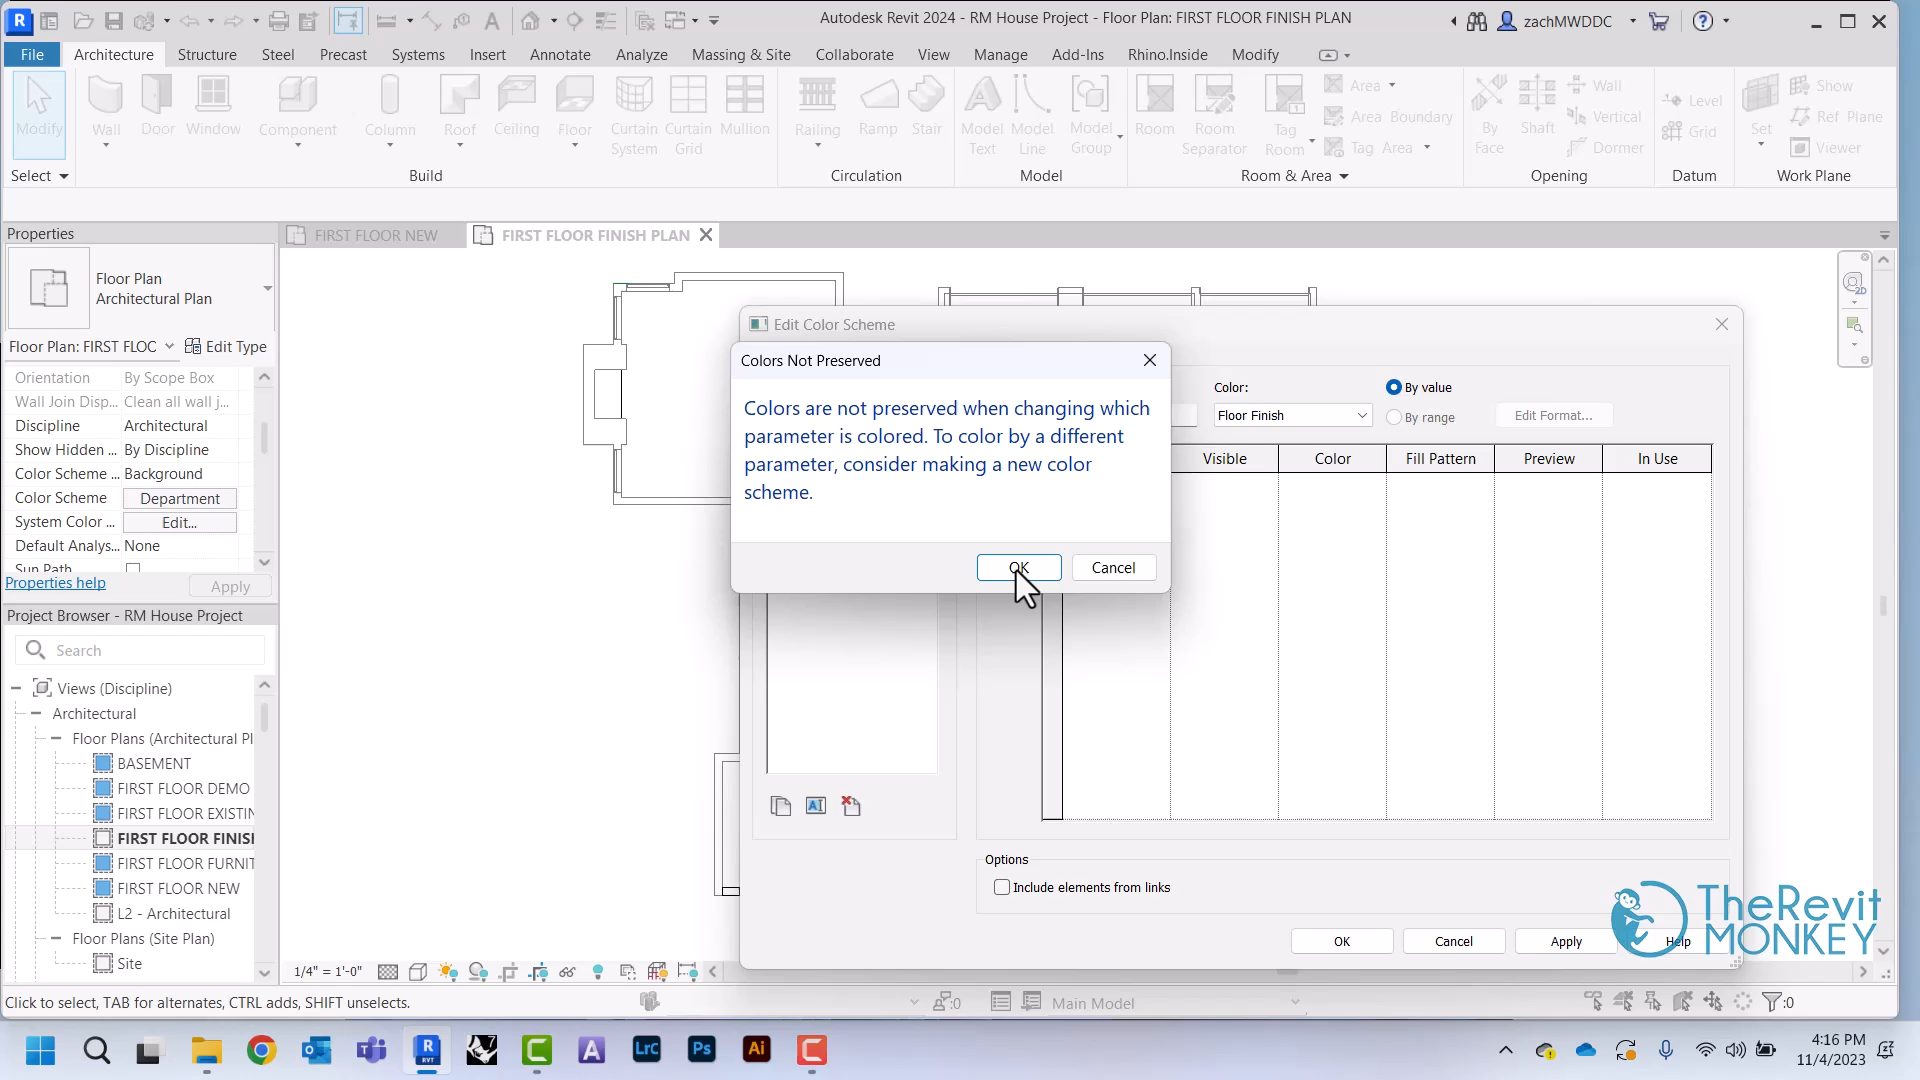 Autodesk Revit 2024 - RM House Project - Floor Plan: FIRST FLOOR FINISH PLAN
zachMWDDC
File Architecture Structure Steel Precast Systems Insert Annotate Analyze Massing & Site Collaborate View Manage Add-Ins Rhino.Inside Modify
Modify Wall Door Window Component Column Roof Ceiling Floor Curtain System Curtain Grid Mullion Railing Ramp Stair Model Text Model Line Model Group Room Room Separator Tag Room
Area
Area Boundary
Tag Area
By Face Shaft Wall
Vertical
Dormer
Level
Grid
Set Show
Ref Plane
Viewer
Select Build Circulation Model Room & Area Opening Datum Work Plane
Properties
FIRST FLOOR NEW FIRST FLOOR FINISH PLAN
Floor Plan
Architectural Plan
Floor Plan: FIRST FLOC Edit Type
Orientation By Scope Box
Wall Join Disp... Clean all wall j...
Discipline Architectural
Show Hidden ... By Discipline
Color Scheme ... Background
Color Scheme Department
System Color ... Edit...
Default Analys... None
Sun Path
Properties help Apply
Project Browser - RM House Project
Search
Views (Discipline)
Architectural
Floor Plans (Architectural Pl
BASEMENT
FIRST FLOOR DEMO
FIRST FLOOR EXISTIN
FIRST FLOOR FINISH
FIRST FLOOR FURNIT
FIRST FLOOR NEW
L2 - Architectural
Floor Plans (Site Plan)
Site
Edit Color Scheme
Colors Not Preserved
Colors are not preserved when changing which
parameter is colored. To color by a different
parameter, consider making a new color
scheme.
OK Cancel
Color:
Floor Finish
By value
By range
Edit Format...
Visible Color Fill Pattern Preview In Use
Options
Include elements from links
OK Cancel Apply Help
TheRevit
MONKEY
2D
1/4" = 1'-0"
Click to select, TAB for alternates, CTRL adds, SHIFT unselects.
:0 Main Model :0
R RVT 7 C A LrC Ps Ai C
4:16 PM
11/4/2023